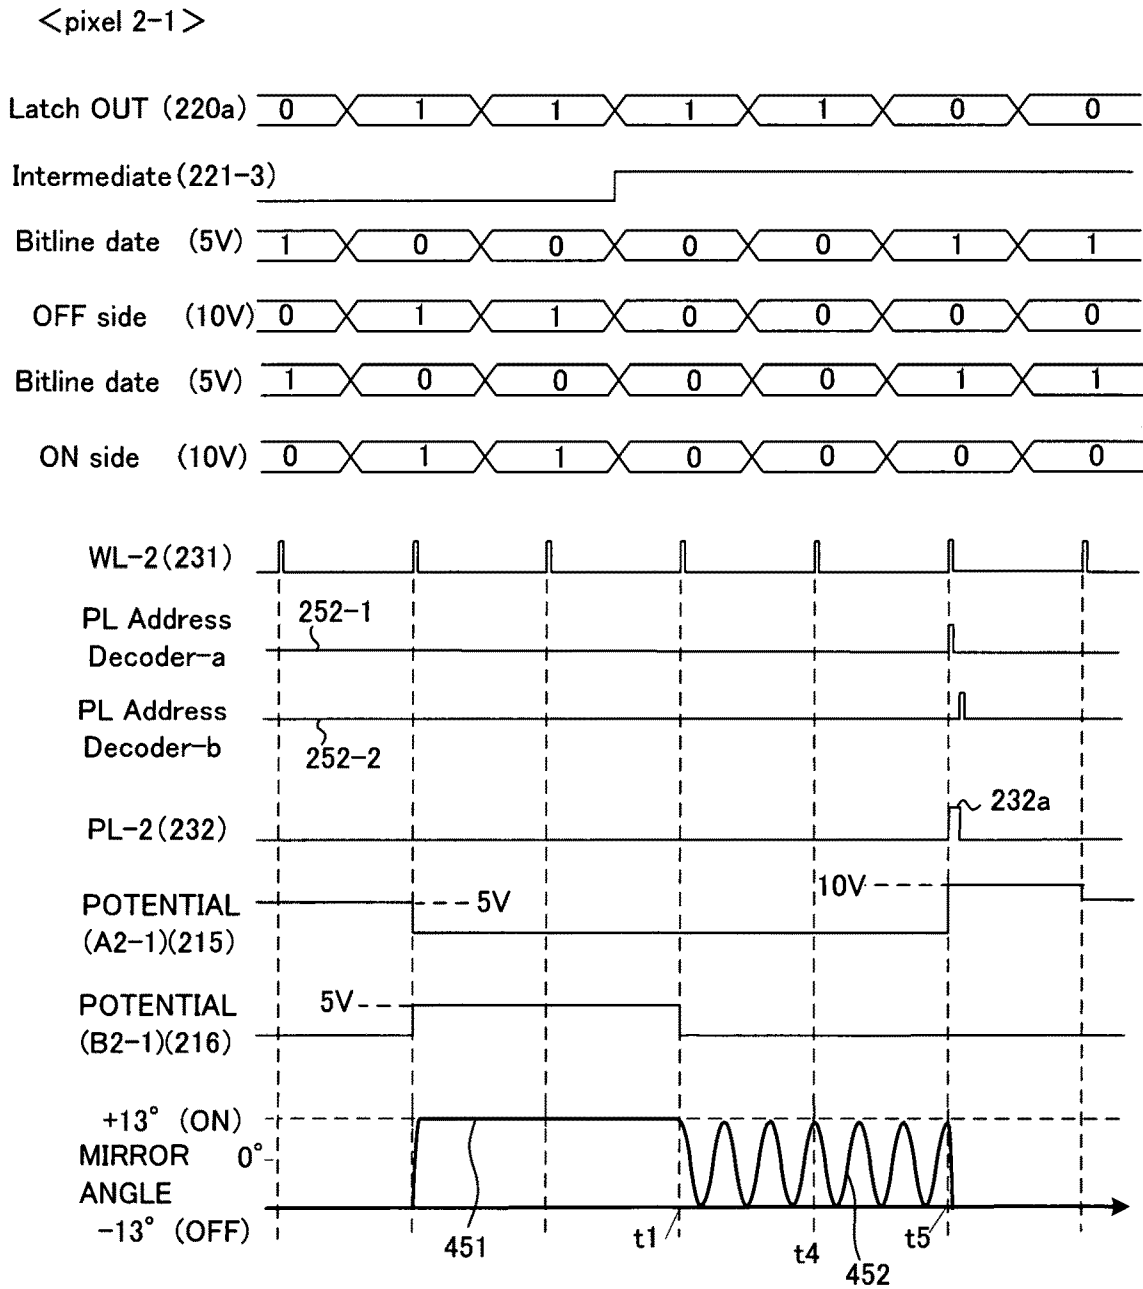 <pixel 2-1>
Latch OUT (220a) 0 1 1 1 1 0 0
Intermediate(221-3)
Bitline date (5V) 1 0 0 0 0 1 1
OFF side (10V) 0 1 1 0 0 0 0
Bitline date (5V) 1 0 0 0 0 1 1
ON side (10V) 0 1 1 0 0 0 0
WL-2(231)
PL Address
Decoder-a
252-1
PL Address
Decoder-b
252-2
PL-2(232)
232a
POTENTIAL
(A2-1)(215)
5V
10V
POTENTIAL
(B2-1)(216)
5V
+13° (ON)
MIRROR 0°
ANGLE
-13° (OFF)
451
t1
t4
452
t5